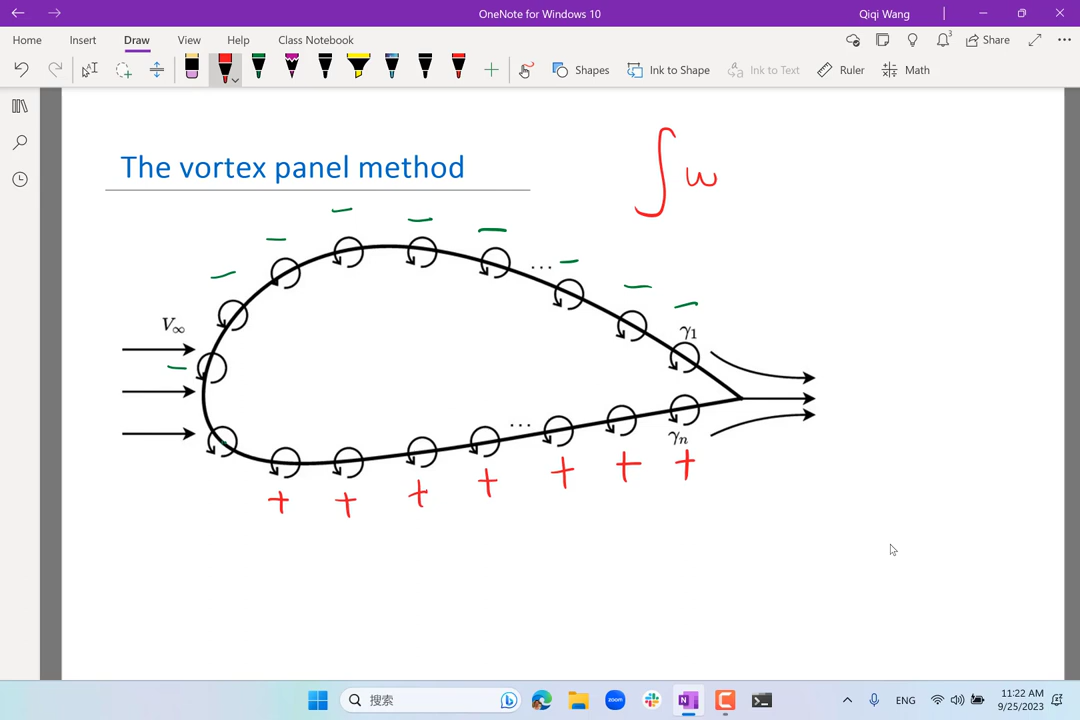 OneNote for Windows 10
Qiqi Wang
Home Insert Draw View Help Class Notebook
3
Share
Shapes Ink to Shape Ink to Text Ruler Math
∫ω
The vortex panel method
− − − − − − − − −
...
V∞
γ1
...
γn
+ + + + + + +
搜索
zoom
ENG
11:22 AM
9/25/2023